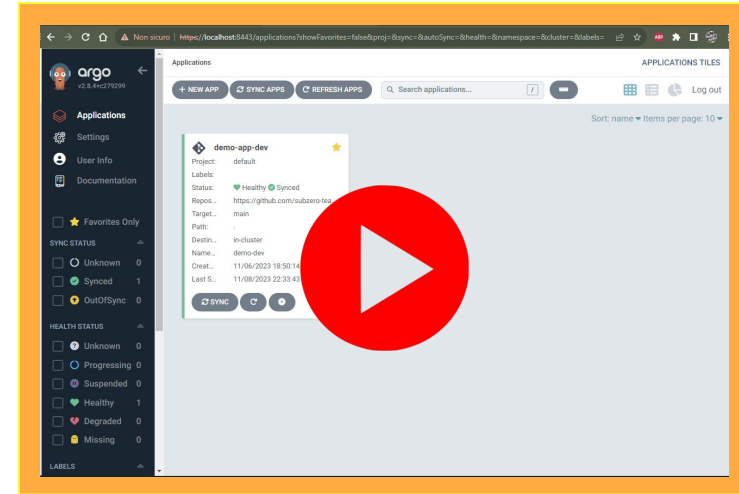 Non sicuro | https://localhost:8443/applications?showFavorites=false&proj=&sync=&autoSync=&health=&namespace=&cluster=&labels=
argo
v2.8.4+c279299
Applications
Settings
User Info
Documentation
Favorites Only
SYNC STATUS
Unknown 0
Synced 1
OutOfSync 0
HEALTH STATUS
Unknown 0
Progressing 0
Suspended 0
Healthy 1
Degraded 0
Missing 0
LABELS
Applications
APPLICATIONS TILES
+ NEW APP
SYNC APPS
REFRESH APPS
Search applications...
/
Log out
Sort: name
Items per page: 10
demo-app-dev
Project: default
Labels:
Status: Healthy Synced
Repos... https://github.com/subzero-tea
Target... main
Path: .
Destin... in-cluster
Name... demo-dev
Creat... 11/06/2023 18:50:14
Last S... 11/08/2023 22:33:43
SYNC